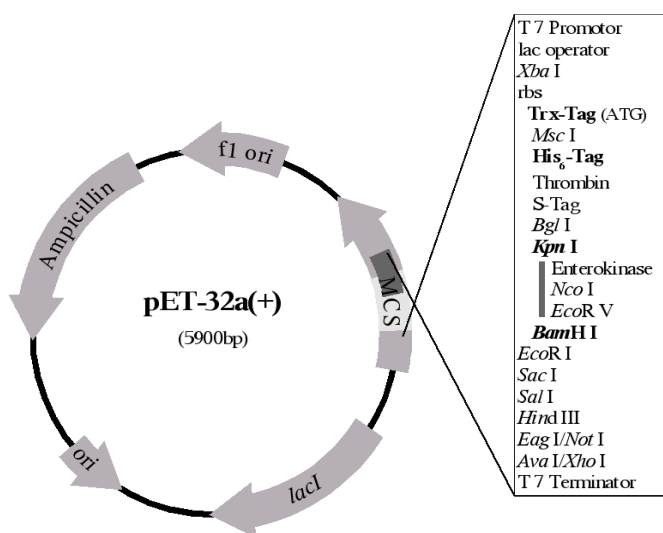 f1 ori
Ampicillin
pET-32a(+)
(5900bp)
MCS
ori
lacI
T7 Promotor
lac operator
Xba I
rbs
Trx-Tag (ATG)
Msc I
His₆-Tag
Thrombin
S-Tag
Bgl I
Kpn I
Enterokinase
Nco I
EcoR V
BamH I
EcoR I
Sac I
Sal I
Hind III
Eag I/Not I
Ava I/Xho I
T7 Terminator